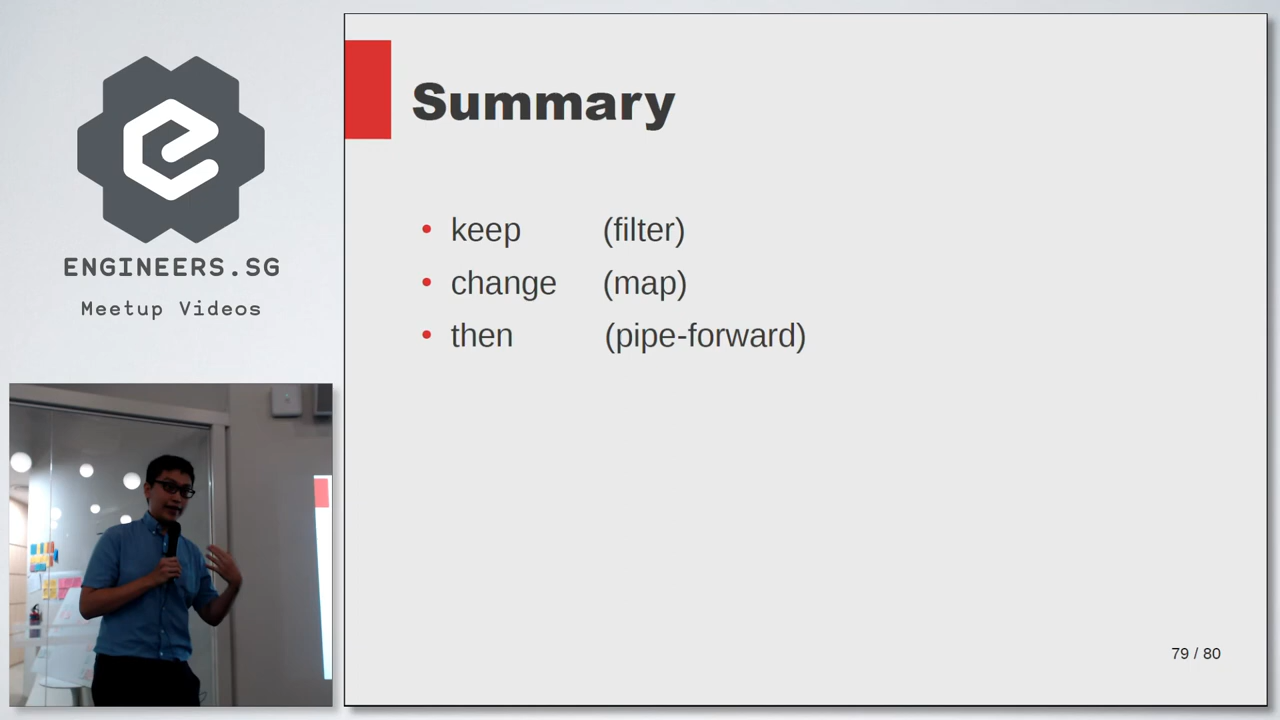 ENGINEERS.SG
Meetup Videos
Summary
• keep (filter)
• change (map)
• then (pipe-forward)
79 / 80